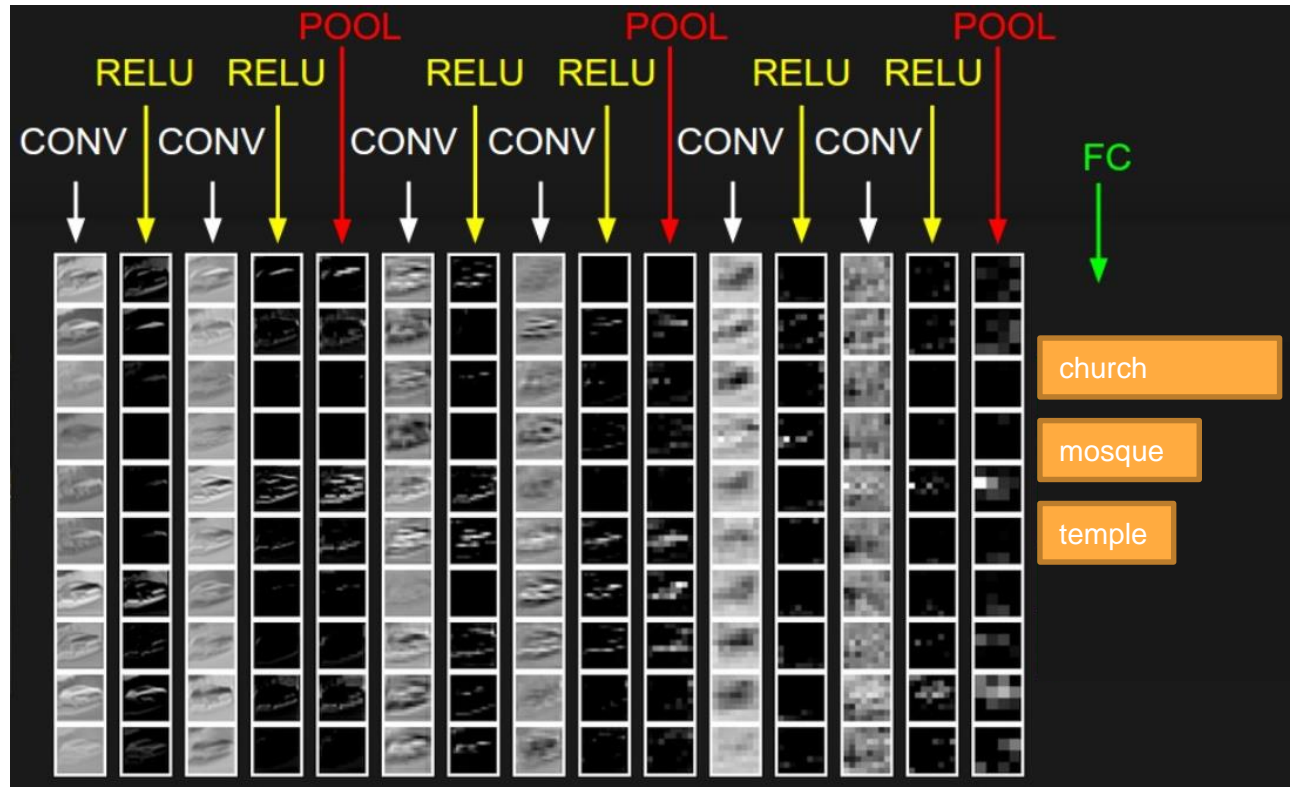 POOL POOL POOL
RELU RELU RELU RELU RELU RELU
CONV CONV CONV CONV CONV CONV
FC
church
mosque
temple